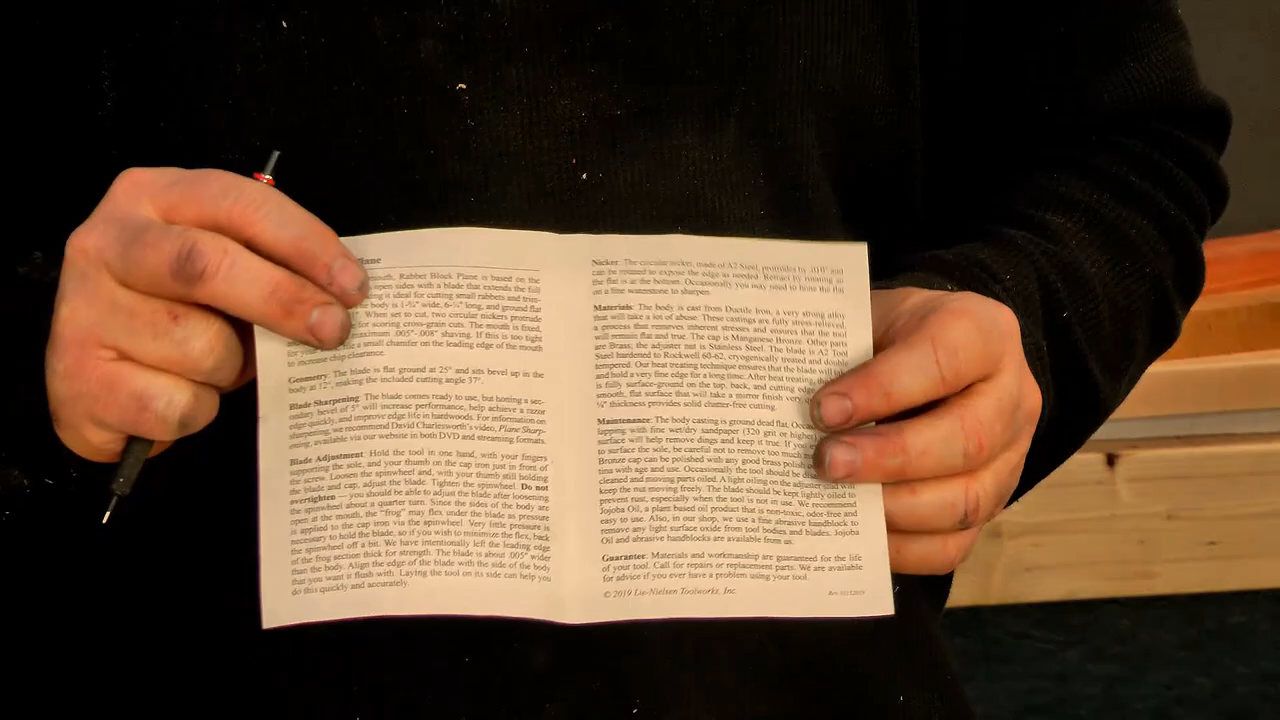 Plane
mouth, Rabbet Block Plane is based on the
open sides with a blade that extends the full
ing it ideal for cutting small rabbets and trim-
e body is 1-¾" wide, 6-¼" long, and ground flat
When set to cut, two circular nickers protrude
for scoring cross-grain cuts. The mouth is fixed,
maximum .005"-.008" shaving. If this is too tight
for you a small chamfer on the leading edge of the mouth
to increase chip clearance.
Geometry: The blade is flat ground at 25° and sits bevel up in the
body at 12°, making the included cutting angle 37°.
Blade Sharpening: The blade comes ready to use, but honing a sec-
ondary bevel of 5° will increase performance, help achieve a razor
edge quickly, and improve edge life in hardwoods. For information on
sharpening, we recommend David Charlesworth's video, Plane Sharp-
ening, available via our website in both DVD and streaming formats.
Blade Adjustment: Hold the tool in one hand, with your fingers
supporting the sole, and your thumb on the cap iron just in front of
the screw. Loosen the spinwheel and, with your thumb still holding
the blade and cap, adjust the blade. Tighten the spinwheel. Do not
overtighten — you should be able to adjust the blade after loosening
the spinwheel about a quarter turn. Since the sides of the body are
open at the mouth, the "frog" may flex under the blade as pressure
is applied to the cap iron via the spinwheel. Very little pressure is
necessary to hold the blade, so if you wish to minimize the flex, back
the spinwheel off a bit. We have intentionally left the leading edge
of the frog section thick for strength. The blade is about .005" wider
than the body. Align the edge of the blade with the side of the body
that you want it flush with. Laying the tool on its side can help you
do this quickly and accurately.
Nicker: The circular nicker, made of A2 Steel, protrudes by .010" and
can be rotated to expose the edge as needed. Retract by rotating so
the flat is at the bottom. Occasionally you may need to hone the flat
on a fine waterstone to sharpen.
Materials: The body is cast from Ductile Iron, a very strong alloy
that will take a lot of abuse. These castings are fully stress-relieved,
a process that removes inherent stresses and ensures that the tool
will remain flat and true. The cap is Manganese Bronze. Other parts
are Brass; the adjuster nut is Stainless Steel. The blade is A2 Tool
Steel hardened to Rockwell 60-62, cryogenically treated and double
tempered. Our heat treating technique ensures that the blade will take
and hold a very fine edge for a long time. After heat treating, the
is fully surface-ground on the top, back, and cutting edge
smooth, flat surface that will take a mirror finish very
⅛" thickness provides solid chatter-free cutting.
Maintenance: The body casting is ground dead flat.
lapping with fine wet/dry sandpaper (320 grit or higher)
surface will help remove dings and keep it true. If you
to surface the sole, be careful not to remove too much
Bronze cap can be polished with any good brass polish
tina with age and use. Occasionally the tool should be
cleaned and moving parts oiled. A light oiling on the adjuster will
keep the nut moving freely. The blade should be kept lightly oiled to
prevent rust, especially when the tool is not in use. We recommend
Jojoba Oil, a plant based oil product that is non-toxic, odor-free and
easy to use. Also, in our shop, we use a fine abrasive handblock to
remove any light surface oxide from tool bodies and blades. Jojoba
Oil and abrasive handblocks are available from us.
Guarantee: Materials and workmanship are guaranteed for the life
of your tool. Call for repairs or replacement parts. We are available
for advice if you ever have a problem using your tool.
© 2019 Lie-Nielsen Toolworks, Inc